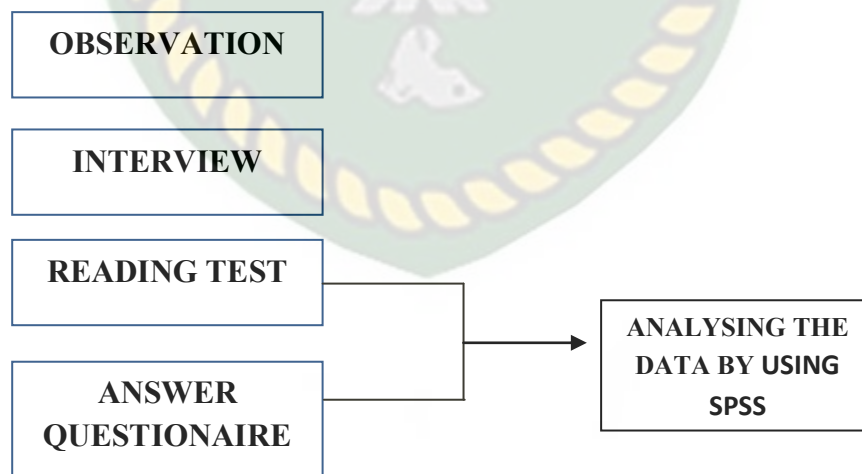 OBSERVATION
INTERVIEW
READING TEST
ANSWER
QUESTIONAIRE
ANALYSING THE
DATA BY USING
SPSS